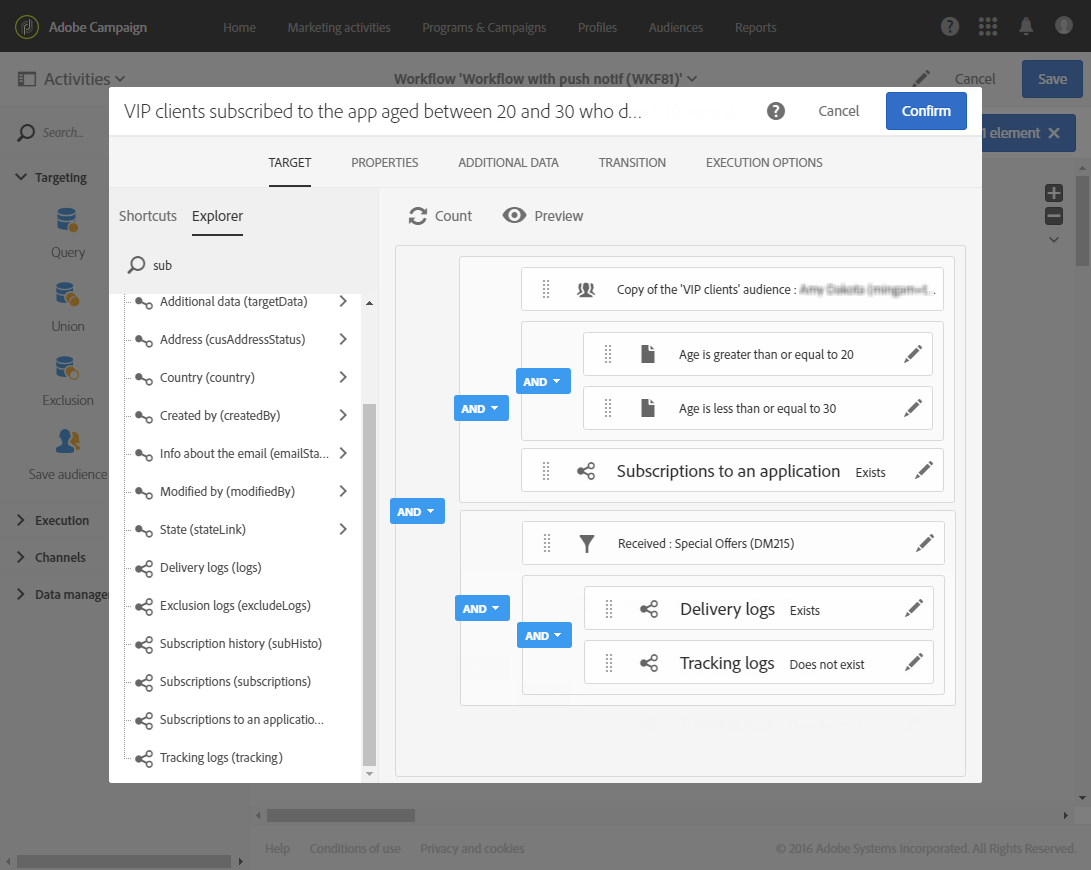 Adobe Campaign Home Marketing activities Programs & Campaigns Profiles Audiences Reports ?
Activities Workflow 'Workflow with push notif (WKF81)' Cancel Save
VIP clients subscribed to the app aged between 20 and 30 who d... ? Cancel Confirm
Search... element
TARGET PROPERTIES ADDITIONAL DATA TRANSITION EXECUTION OPTIONS
Targeting
Query
Union
Exclusion
Save audience
Execution
Channels
Data manage
Shortcuts Explorer
sub
Additional data (targetData)
Address (cusAddressStatus)
Country (country)
Created by (createdBy)
Info about the email (emailSta...
Modified by (modifiedBy)
State (stateLink)
Delivery logs (logs)
Exclusion logs (excludeLogs)
Subscription history (subHisto)
Subscriptions (subscriptions)
Subscriptions to an applicatio...
Tracking logs (tracking)
Count Preview
Copy of the 'VIP clients' audience :
Age is greater than or equal to 20
AND
Age is less than or equal to 30
AND
Subscriptions to an application Exists
AND
Received : Special Offers (DM215)
Delivery logs Exists
AND
AND
Tracking logs Does not exist
Help Conditions of use Privacy and cookies © 2016 Adobe Systems Incorporated. All Rights Reserved.